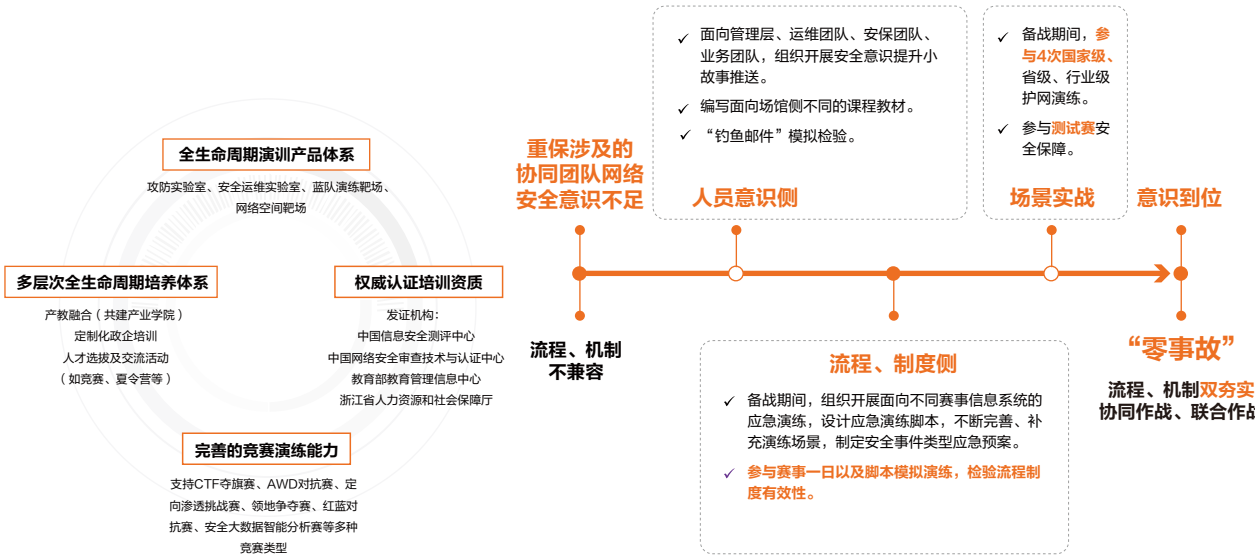 全生命周期演训产品体系
攻防实验室、安全运维实验室、蓝队演练靶场、
网络空间靶场
多层次全生命周期培养体系
产教融合（共建产业学院）
定制化政企培训
人才选拔及交流活动
（如竞赛、夏令营等）
权威认证培训资质
发证机构：
中国信息安全测评中心
中国网络安全审查技术与认证中心
教育部教育管理信息中心
浙江省人力资源和社会保障厅
完善的竞赛演练能力
支持CTF夺旗赛、AWD对抗赛、定
向渗透挑战赛、领地争夺赛、红蓝对
抗赛、安全大数据智能分析赛等多种
竞赛类型
重保涉及的
协同团队网络
安全意识不足
流程、机制
不兼容
✓ 面向管理层、运维团队、安保团队、
业务团队，组织开展安全意识提升小
故事推送。
✓ 编写面向场馆侧不同的课程教材。
✓ “钓鱼邮件”模拟检验。
人员意识侧
流程、制度侧
✓ 备战期间，组织开展面向不同赛事信息系统的
应急演练，设计应急演练脚本，不断完善、补
充演练场景，制定安全事件类型应急预案。
✓ 参与赛事一日以及脚本模拟演练，检验流程制
度有效性。
✓ 备战期间，参
与4次国家级、
省级、行业级
护网演练。
✓ 参与测试赛安
全保障。
场景实战
意识到位
“零事故”
流程、机制双夯实
协同作战、联合作战